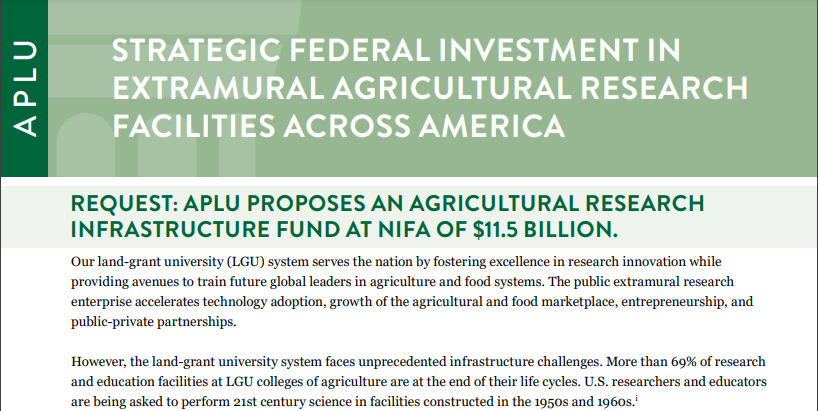 APLU
STRATEGIC FEDERAL INVESTMENT IN
EXTRAMURAL AGRICULTURAL RESEARCH
FACILITIES ACROSS AMERICA
REQUEST: APLU PROPOSES AN AGRICULTURAL RESEARCH
INFRASTRUCTURE FUND AT NIFA OF $11.5 BILLION.
Our land-grant university (LGU) system serves the nation by fostering excellence in research innovation while
providing avenues to train future global leaders in agriculture and food systems. The public extramural research
enterprise accelerates technology adoption, growth of the agricultural and food marketplace, entrepreneurship, and
public-private partnerships.
However, the land-grant university system faces unprecedented infrastructure challenges. More than 69% of research
and education facilities at LGU colleges of agriculture are at the end of their life cycles. U.S. researchers and educators
are being asked to perform 21st century science in facilities constructed in the 1950s and 1960s.i